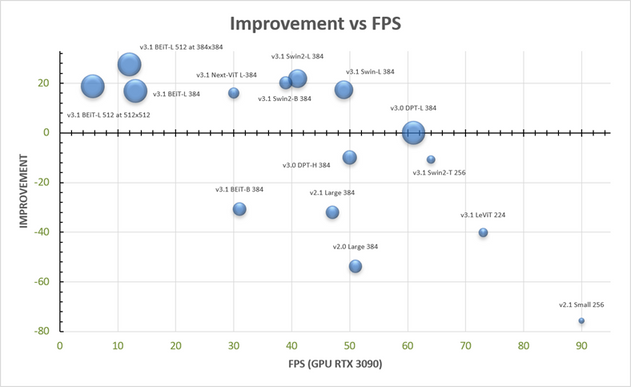 Improvement vs FPS
v3.1 BEiT-L 512 at 384x384
v3.1 Swin2-L 384
v3.1 Next-ViT L-384
v3.1 Swin-L 384
v3.1 BEiT-L 384
v3.1 Swin2-B 384
v3.0 DPT-L 384
v3.1 BEiT-L 512 at 512x512
v3.0 DPT-H 384
v3.1 Swin2-T 256
v3.1 BEiT-B 384
v2.1 Large 384
v3.1 LeViT 224
v2.0 Large 384
v2.1 Small 256
IMPROVEMENT
20
0
-20
-40
-60
-80
0 10 20 30 40 50 60 70 80 90
FPS (GPU RTX 3090)